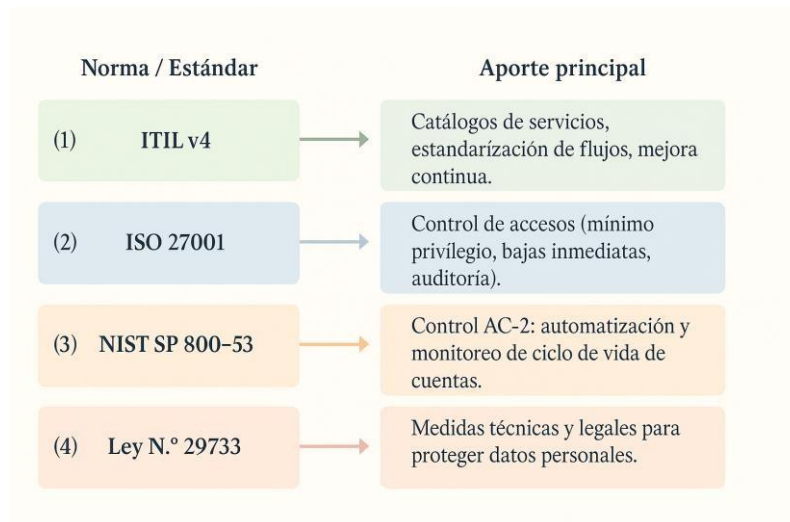 Norma / Estándar
Aporte principal
(1) ITIL v4
Catálogos de servicios,
estandarízación de flujos, mejora
continua.
(2) ISO 27001
Control de accesos (mínimo
privílegio, bajas inmediatas,
auditoría).
(3) NIST SP 800-53
Control AC-2: automatización y
monitoreo de ciclo de vida de
cuentas.
(4) Ley N.º 29733
Medidas técnicas y legales para
proteger datos personales.